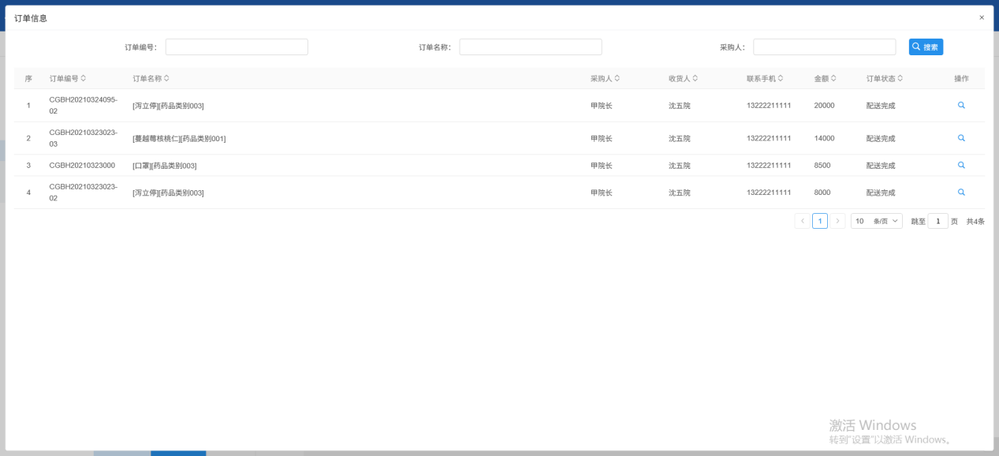 订单信息 ×
订单编号： 订单名称： 采购人： 搜索
序 订单编号 订单名称 采购人 收货人 联系手机 金额 订单状态 操作
1 CGBH20210324095-02 [泻立停][药品类别003] 甲院长 沈五院 13222211111 20000 配送完成
2 CGBH20210323023-03 [蔓越莓核桃仁][药品类别001] 甲院长 沈五院 13222211111 14000 配送完成
3 CGBH20210323000 [口罩][药品类别003] 甲院长 沈五院 13222211111 8500 配送完成
4 CGBH20210323023-02 [泻立停][药品类别003] 甲院长 沈五院 13222211111 8000 配送完成
< 1 > 10 条/页 跳至 1 页 共4条
激活 Windows
转到"设置"以激活 Windows。